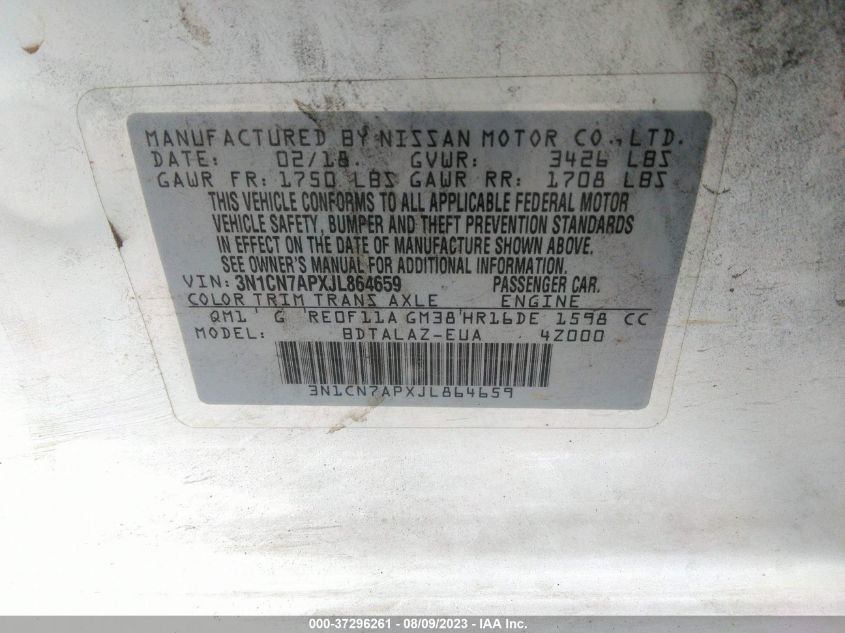 MANUFACTURED BY NISSAN MOTOR CO., LTD.
DATE: 02/18. GVWR: 3426 LBS
GAWR FR: 1750 LBS GAWR RR: 1708 LBS
THIS VEHICLE CONFORMS TO ALL APPLICABLE FEDERAL MOTOR
VEHICLE SAFETY, BUMPER AND THEFT PREVENTION STANDARDS
IN EFFECT ON THE DATE OF MANUFACTURE SHOWN ABOVE.
SEE OWNER'S MANUAL FOR ADDITIONAL INFORMATION.
VIN: 3N1CN7APXJL864659 PASSENGER CAR.
COLOR TRIM TRANS AXLE ENGINE
QM1 ' G ' RE0F11A GM38 'HR16DE 1598 CC
MODEL: BDTALAZ-EUA 4Z000
3N1CN7APXJL864659
000-37296261 - 08/09/2023 - IAA Inc.